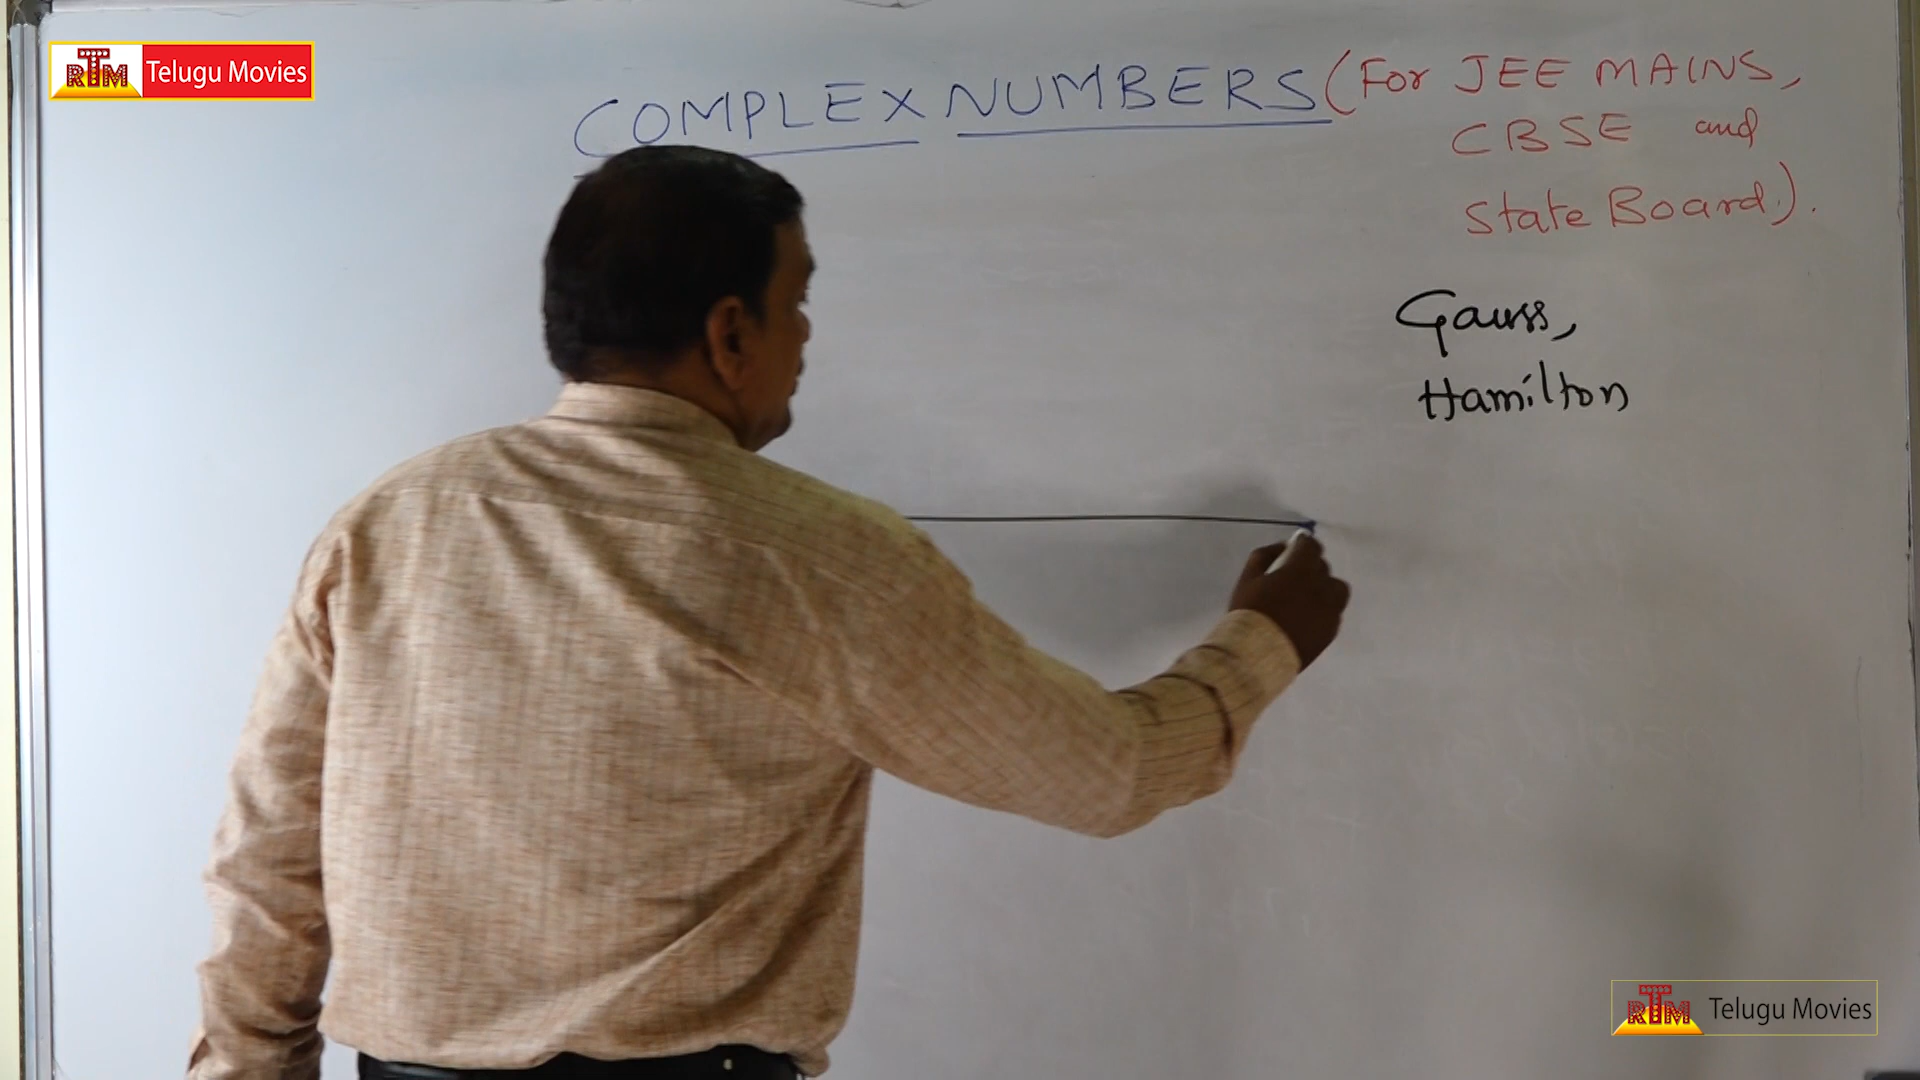 RTM Telugu Movies
COMPLEX NUMBERS (For JEE MAINS,
CBSE and
State Board).
Gauss,
Hamilton
RTM Telugu Movies